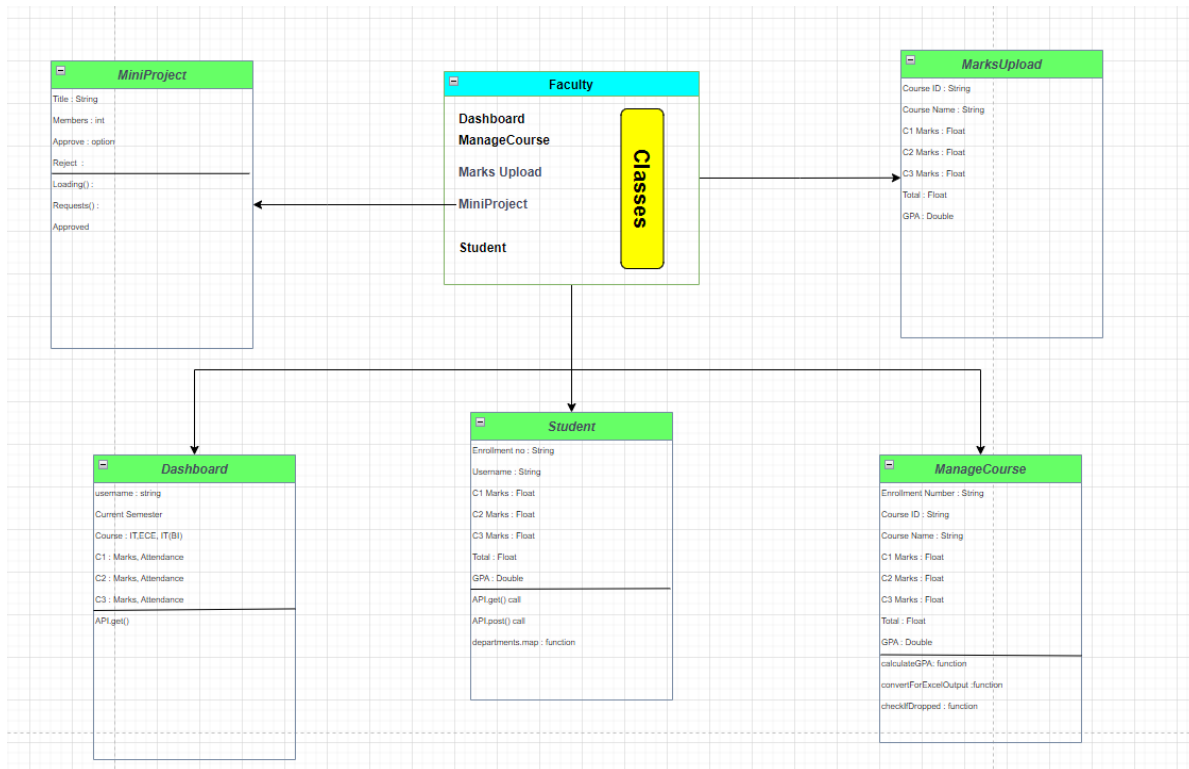 MiniProject
Title : String
Members : int
Approve : option
Reject  :
Loading() :
Requests() :
Approved
Faculty
Dashboard
ManageCourse
Marks Upload
MiniProject
Student
Classes
MarksUpload
Course ID : String
Course Name : String
C1 Marks : Float
C2 Marks : Float
C3 Marks : Float
Total : Float
GPA : Double
Dashboard
username : string
Current Semester
Course : IT,ECE, IT(BI)
C1 : Marks, Attendance
C2 : Marks, Attendance
C3 : Marks, Attendance
API.get()
Student
Enrollment no : String
Username : String
C1 Marks : Float
C2 Marks : Float
C3 Marks : Float
Total : Float
GPA : Double
API.get() call
API.post() call
departments.map : function
ManageCourse
Enrollment Number : String
Course ID : String
Course Name : String
C1 Marks : Float
C2 Marks : Float
C3 Marks : Float
Total : Float
GPA : Double
calculateGPA: function
convertForExcelOutput :function
checkIfDropped : function